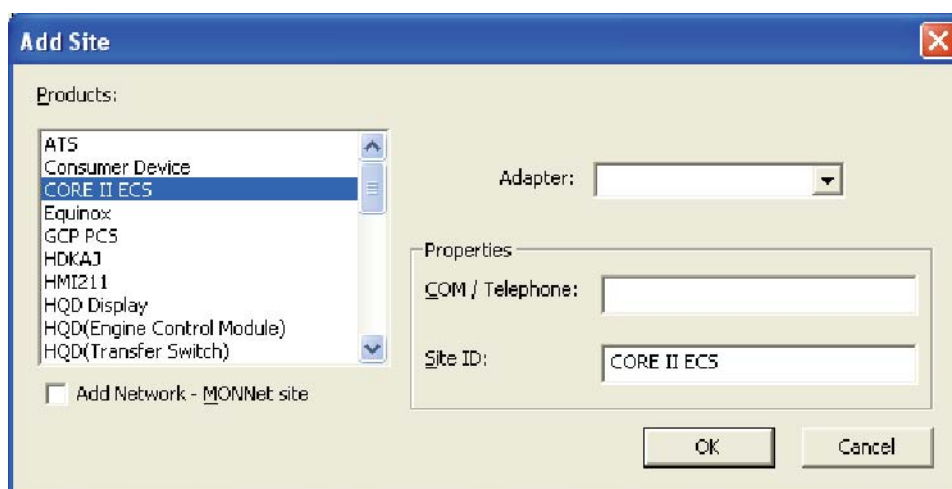 Add Site
Products:
ATS
Consumer Device
CORE II ECS
Equinox
GCP PCS
HDKAJ
HMI211
HQD Display
HQD(Engine Control Module)
HQD(Transfer Switch)
Add Network - MONNet site
Adapter:
Properties
COM / Telephone:
Site ID:
CORE II ECS
OK
Cancel